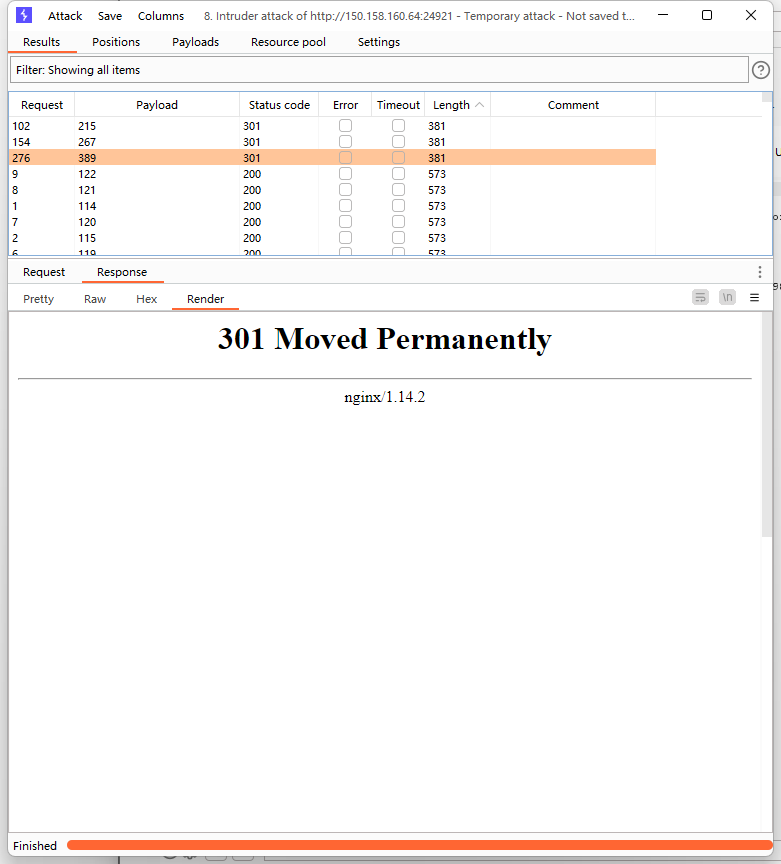 Attack Save Columns 8. Intruder attack of http://150.158.160.64:24921 - Temporary attack - Not saved t...
Results Positions Payloads Resource pool Settings
Filter: Showing all items
Request Payload Status code Error Timeout Length Comment
102 215 301 381
154 267 301 381
276 389 301 381
9 122 200 573
8 121 200 573
1 114 200 573
7 120 200 573
2 115 200 573
6 119 200 573
Request Response
Pretty Raw Hex Render \n
301 Moved Permanently
nginx/1.14.2
Finished